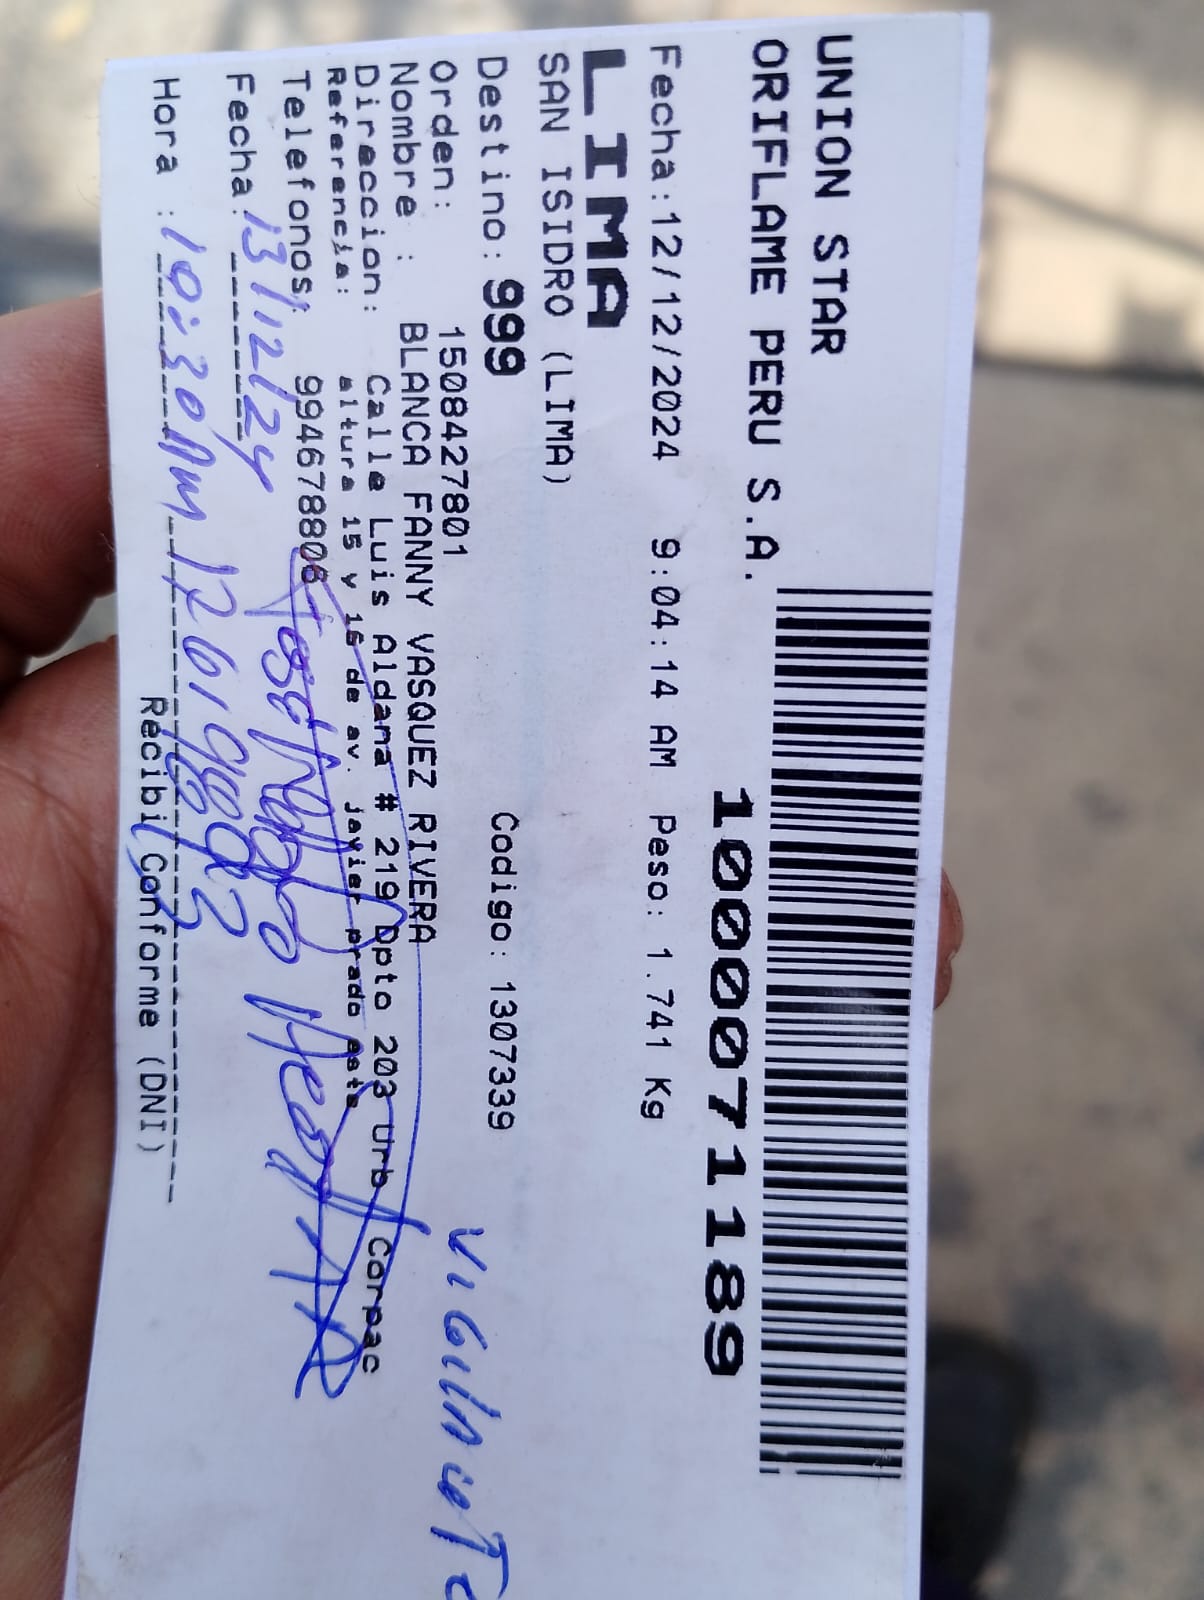 UNION STAR
ORIFLAME PERU S.A.
1000071189
Fecha:12/12/2024 9:04:14 AM Peso: 1.741 Kg
LIMA
SAN ISIDRO (LIMA)
Destino: 999 Codigo: 1307339
Orden: 1508427801
Nombre : BLANCA FANNY VASQUEZ RIVERA
Direccion: Calle Luis Aldana # 219 Dpto 203 Urb Corpac
Referencia: altura 15 y 16 de av. javier prado este
Telefonos: 994678806
Fecha: 13/12/24
Hora : 10:30 Am
Recibi Conforme (DNI)